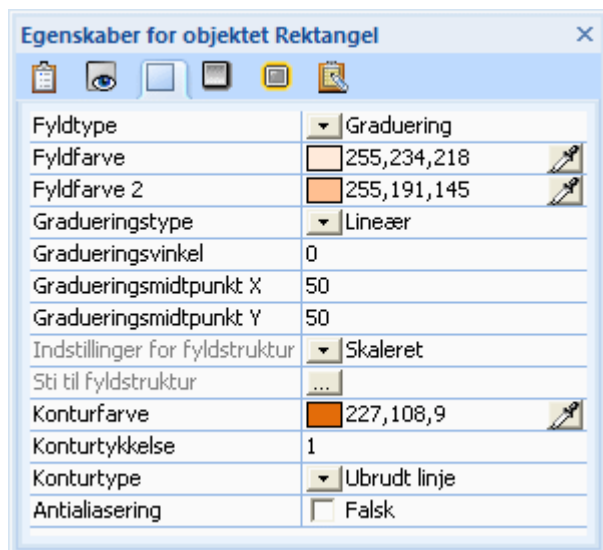 Egenskaber for objektet Rektangel
Fyldtype Graduering
Fyldfarve 255,234,218
Fyldfarve 2 255,191,145
Gradueringstype Lineær
Gradueringsvinkel 0
Gradueringsmidtpunkt X 50
Gradueringsmidtpunkt Y 50
Indstillinger for fyldstruktur Skaleret
Sti til fyldstruktur ...
Konturfarve 227,108,9
Konturtykkelse 1
Konturtype Ubrudt linje
Antialiasering Falsk